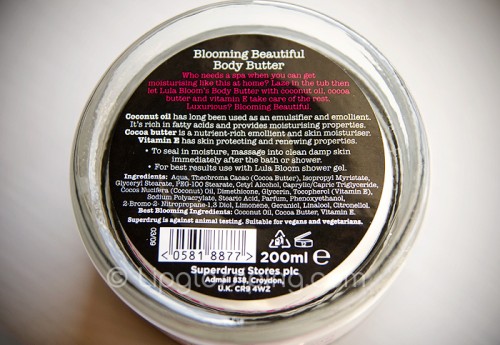 Blooming Beautiful
Body Butter
Who needs a spa when you can get
moisturising like this at home? Laze in the tub then
let Lula Bloom's Body Butter with coconut oil, cocoa
butter and vitamin E take care of the rest.
Luxurious? Blooming Beautiful.
Coconut oil has long been used as an emulsifier and emollient.
It's rich in fatty acids and provides moisturising properties.
Cocoa butter is a nutrient-rich emollient and skin moisturiser.
Vitamin E has skin protecting and renewing properties.
• To seal in moisture, massage into clean damp skin
immediately after the bath or shower.
• For best results use with Lula Bloom shower gel.
Ingredients: Aqua, Theobroma Cacao (Cocoa Butter), Isopropyl Myristate,
Glyceryl Stearate, PEG-100 Stearate, Cetyl Alcohol, Caprylic/Capric Triglyceride,
Cocos Nucifera (Coconut) Oil, Dimethicone, Glycerin, Tocopherol (Vitamin E),
Sodium Polyacrylate, Stearic Acid, Parfum, Phenoxyethanol,
2-Bromo-2-Nitropropane-1,3 Diol, Limonene, Geraniol, Linalool, Citronellol.
Best Blooming Ingredients: Coconut Oil, Cocoa Butter, Vitamin E.
Superdrug is against animal testing. Suitable for vegans and vegetarians.
60/09
<0581 8877>
200ml e
Superdrug Stores plc
Admail 838, Croydon,
U.K. CR9 4WZ